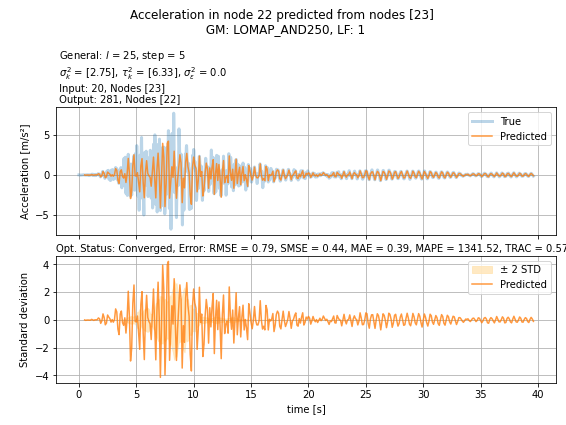 Acceleration in node 22 predicted from nodes [23]
GM: LOMAP_AND250, LF: 1
General: l = 25, step = 5
σ²ₖ = [2.75], τ²ₖ = [6.33], σ²ε = 0.0
Input: 20, Nodes [23]
Output: 281, Nodes [22]
Acceleration [m/s²]
5
0
−5
True
Predicted
Opt. Status: Converged, Error: RMSE = 0.79, SMSE = 0.44, MAE = 0.39, MAPE = 1341.52, TRAC = 0.57
Standard deviation
4
2
0
−2
−4
± 2 STD
Predicted
0 5 10 15 20 25 30 35 40
time [s]